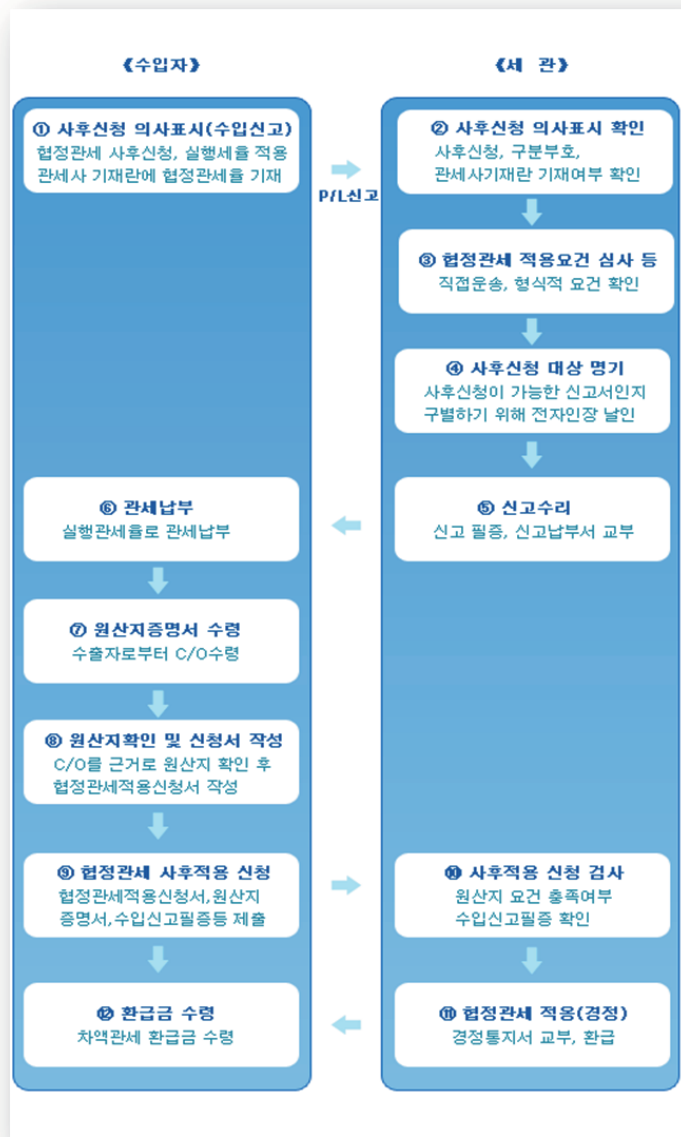 《수입자》
《세 관》
① 사후신청 의사표시(수입신고)
협정관세 사후신청, 실행세율 적용
관세사 기재란에 협정관세율 기재
P/L신고
② 사후신청 의사표시 확인
사후신청, 구분부호,
관세사기재란 기재여부 확인
③ 협정관세 적용요건 심사 등
직접운송, 형식적 요건 확인
④ 사후신청 대상 명기
사후신청이 가능한 신고서인지
구별하기 위해 전자인장 날인
⑤ 신고수리
신고 필증, 신고납부서 교부
⑥ 관세납부
실행관세율로 관세납부
⑦ 원산지증명서 수령
수출자로부터 C/O수령
⑧ 원산지확인 및 신청서 작성
C/O를 근거로 원산지 확인 후
협정관세적용신청서 작성
⑨ 협정관세 사후적용 신청
협정관세적용신청서,원산지
증명서,수입신고필증등 제출
⑩ 사후적용 신청 검사
원산지 요건 충족여부
수입신고필증 확인
⑪ 협정관세 적용(경정)
경정통지서 교부, 환급
⑫ 환급금 수령
차액관세 환급금 수령